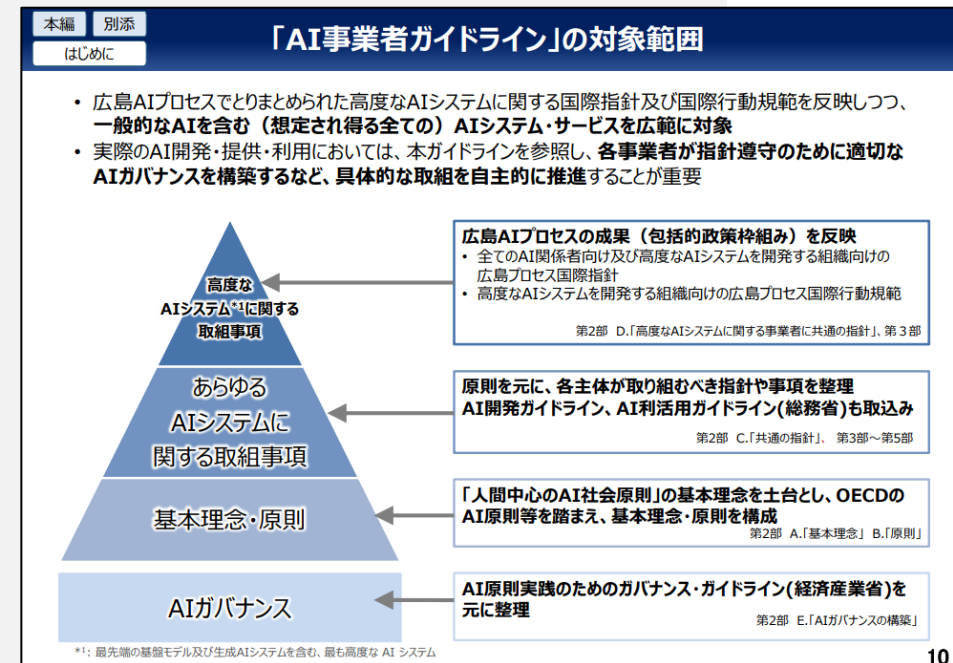 本編 別添
はじめに
「AI事業者ガイドライン」の対象範囲
• 広島AIプロセスでとりまとめられた高度なAIシステムに関する国際指針及び国際行動規範を反映しつつ、
一般的なAIを含む（想定され得る全ての）AIシステム・サービスを広範に対象
• 実際のAI開発・提供・利用においては、本ガイドラインを参照し、各事業者が指針遵守のために適切な
AIガバナンスを構築するなど、具体的な取組を自主的に推進することが重要
高度な
AIシステム*1に関する
取組事項
広島AIプロセスの成果（包括的政策枠組み）を反映
• 全てのAI関係者向け及び高度なAIシステムを開発する組織向けの
広島プロセス国際指針
• 高度なAIシステムを開発する組織向けの広島プロセス国際行動規範
第2部 D.「高度なAIシステムに関する事業者に共通の指針」、第３部
あらゆる
AIシステムに
関する取組事項
原則を元に、各主体が取り組むべき指針や事項を整理
AI開発ガイドライン、AI利活用ガイドライン(総務省)も取込み
第2部 C.「共通の指針」、 第3部～第5部
基本理念・原則
「人間中心のAI社会原則」の基本理念を土台とし、OECDの
AI原則等を踏まえ、基本理念・原則を構成
第2部 A.「基本理念」 B.「原則」
AIガバナンス
AI原則実践のためのガバナンス・ガイドライン(経済産業省)を
元に整理
第2部 E.「AIガバナンスの構築」
*1: 最先端の基盤モデル及び生成AIシステムを含む、最も高度な AI システム
10